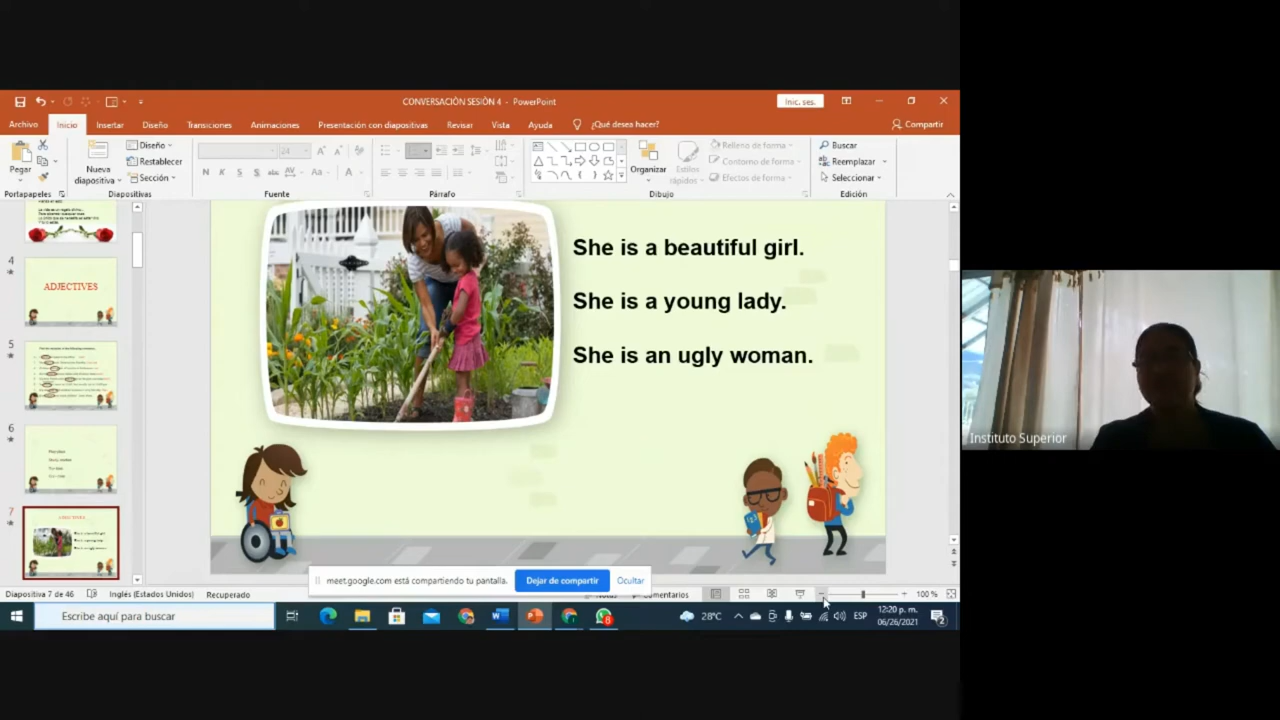 CONVERSACIÓN SESIÓN 4 - PowerPoint
Inic. ses.
Archivo
Inicio
Insertar
Diseño
Transiciones
Animaciones
Presentación con diapositivas
Revisar
Vista
Ayuda
¿Qué desea hacer?
Compartir
Pegar
Nueva
diapositiva
Diseño
Restablecer
Sección
Organizar
Estilos
rápidos
Relleno de forma
Contorno de forma
Efectos de forma
Buscar
Reemplazar
Seleccionar
Portapapeles
Diapositivas
Fuente
Párrafo
Dibujo
Edición
4
ADJECTIVES
5
6
7
She is a beautiful girl.
She is a young lady.
She is an ugly woman.
Instituto Superior
meet.google.com está compartiendo tu pantalla.
Dejar de compartir
Ocultar
Diapositiva 7 de 46
Inglés (Estados Unidos)
Recuperado
Comentarios
100 %
Escribe aquí para buscar
28°C
ESP
12:20 p. m.
06/26/2021